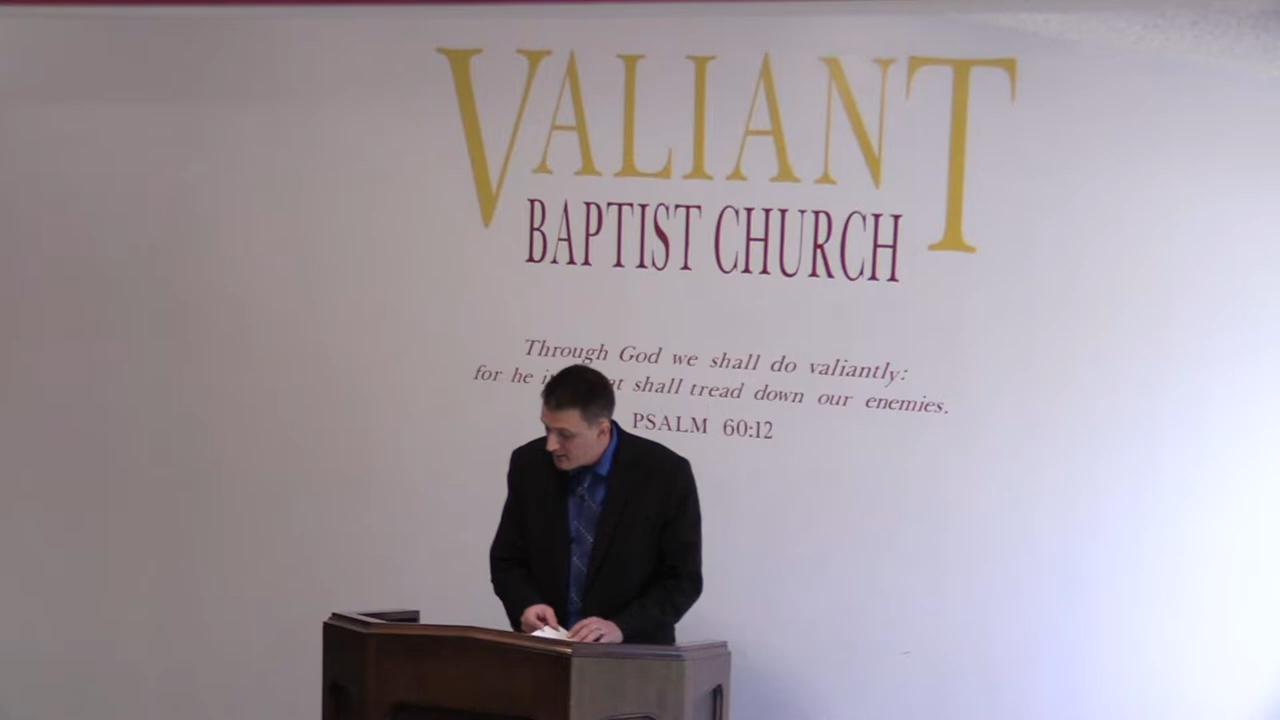 VALIANT
BAPTIST CHURCH
Through God we shall do valiantly:
for he shall tread down our enemies.
PSALM 60:12